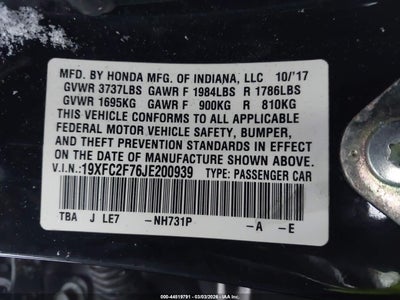 MFD. BY HONDA MFG. OF INDIANA, LLC 10/'17
GVWR 3737LBS GAWR F 1984LBS R 1786LBS
GVWR 1695KG GAWR F 900KG R 810KG
THIS VEHICLE CONFORMS TO ALL APPLICABLE
FEDERAL MOTOR VEHICLE SAFETY, BUMPER,
AND THEFT PREVENTION STANDARDS IN EFFECT
ON THE DATE OF MANUFACTURE SHOWN ABOVE.
V.I.N.:19XFC2F76JE200939 TYPE: PASSENGER CAR
TBA J LE7 -NH731P -A -E
000-44519791 - 03/03/2026 - IAA Inc.